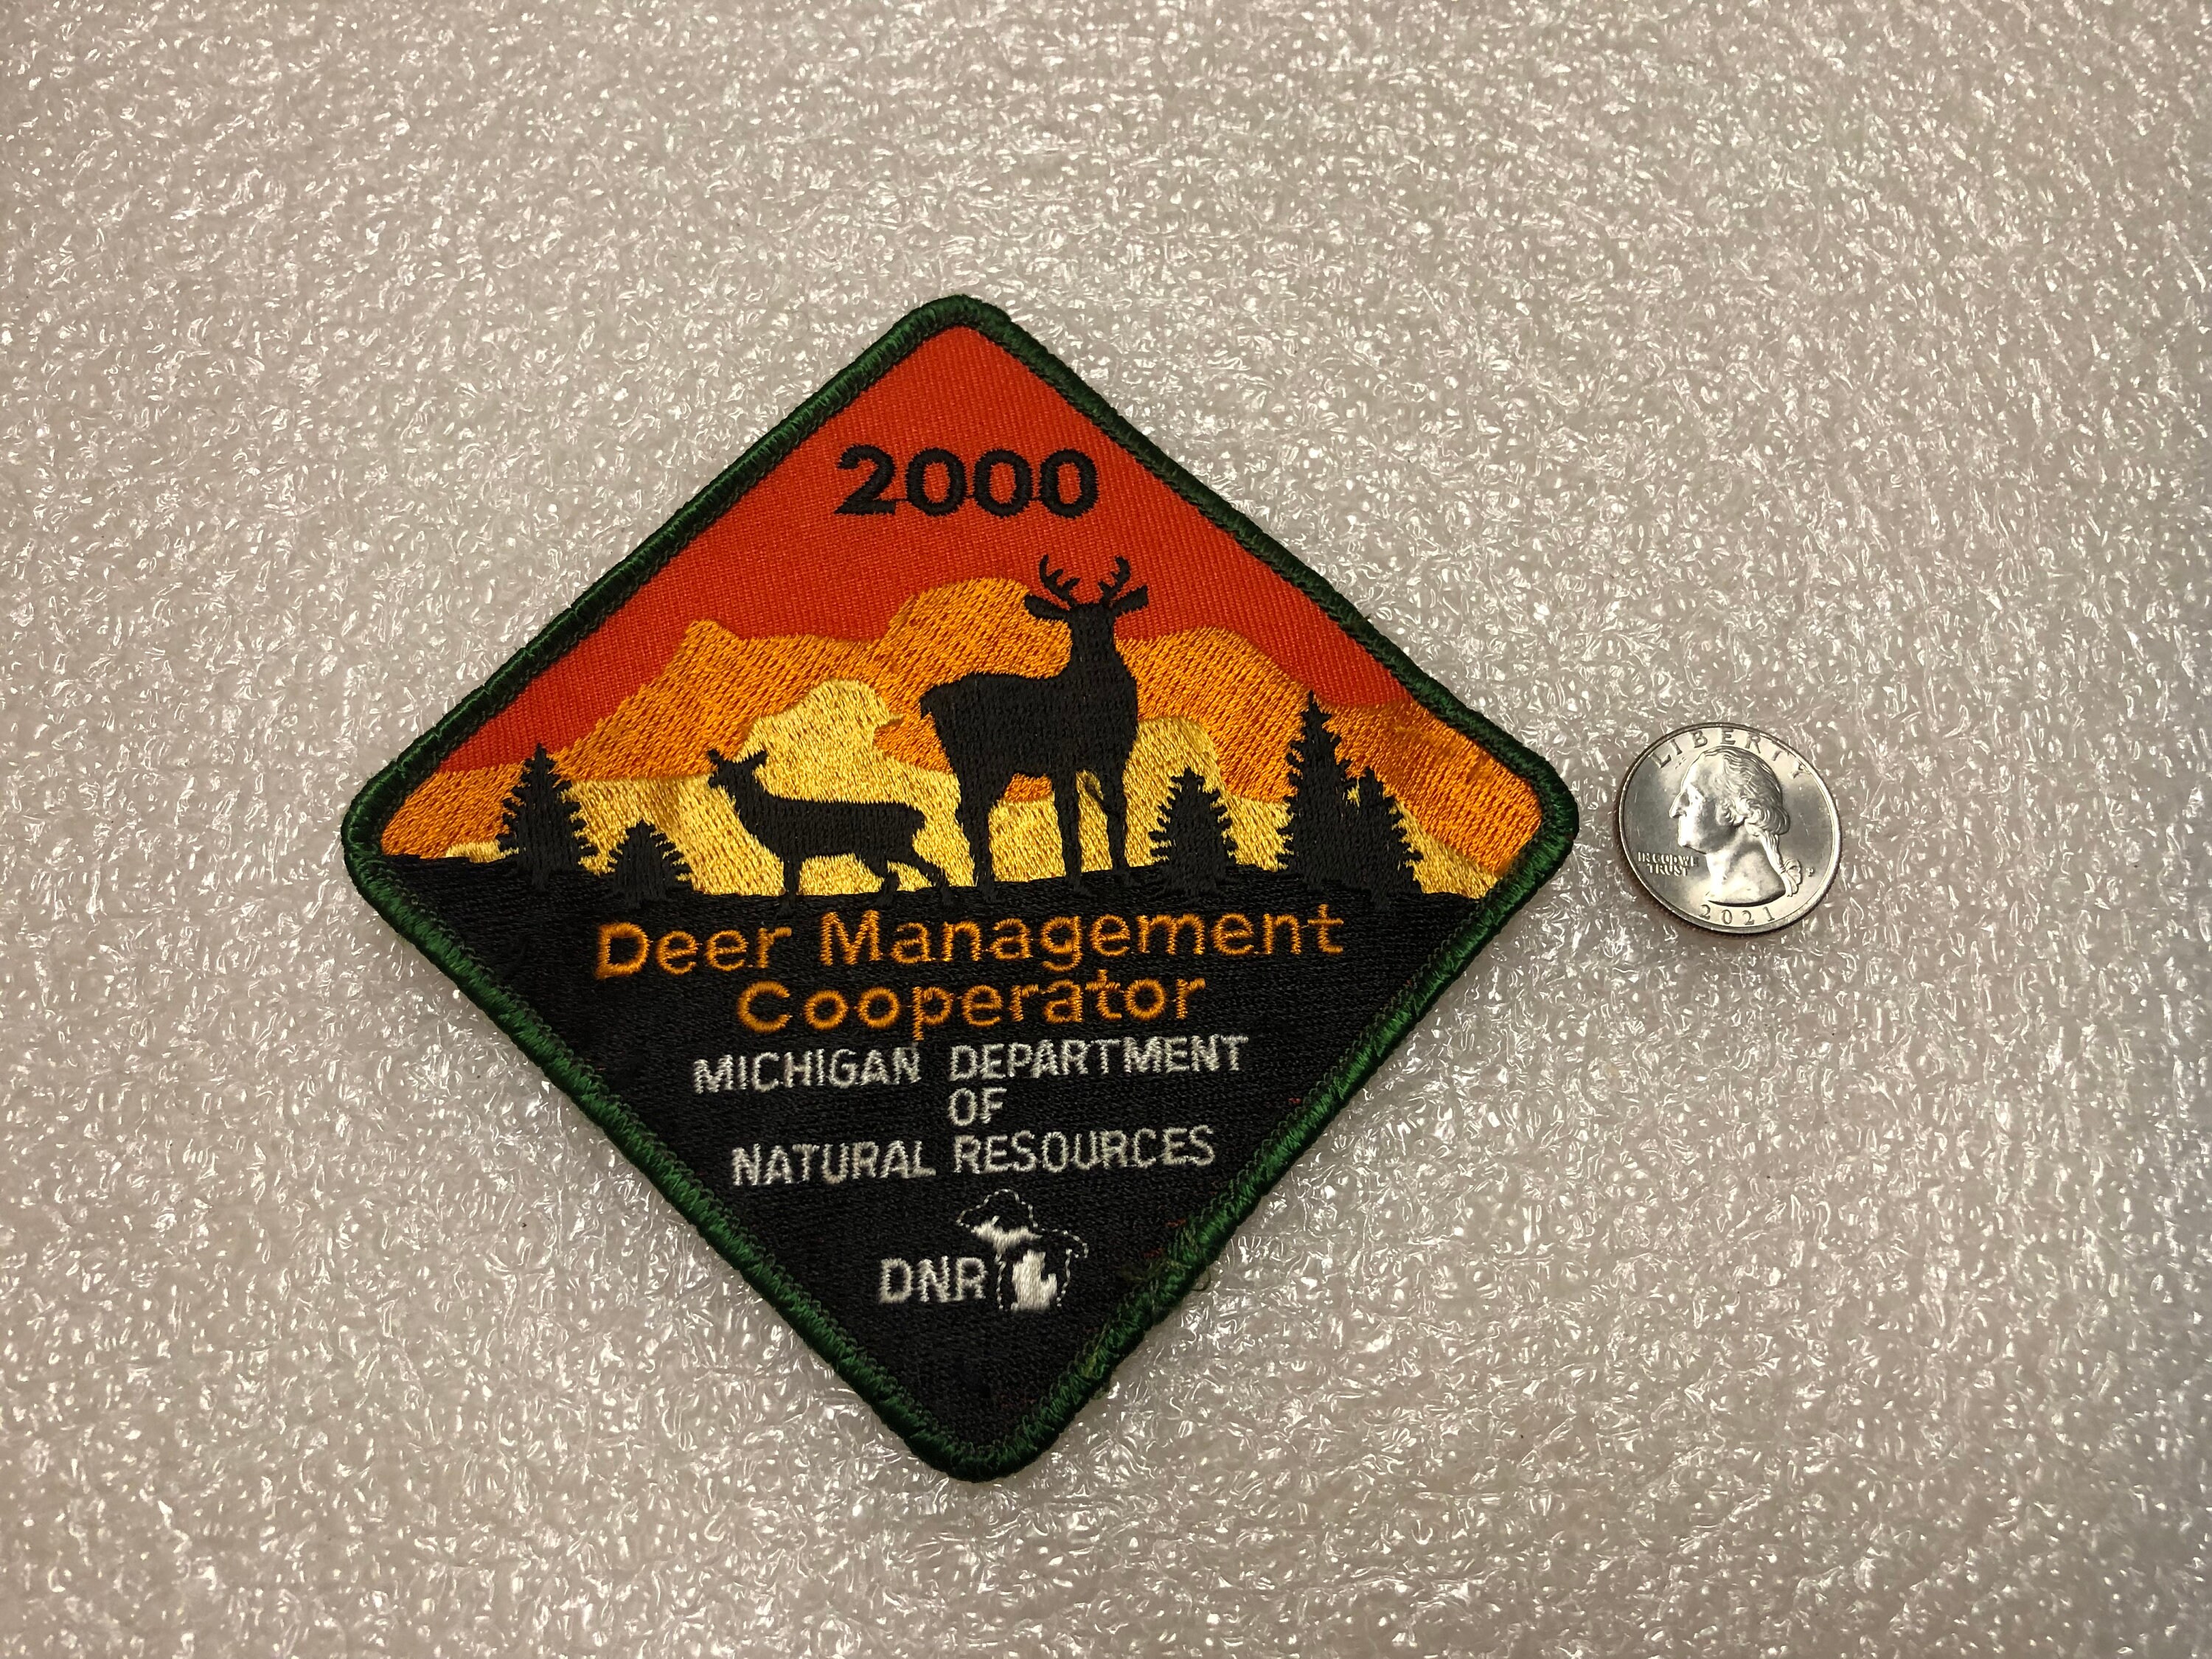 2000
Deer Management
Cooperator
MICHIGAN DEPARTMENT
OF
NATURAL RESOURCES
DNR
LIBERTY
IN GOD WE
TRUST
P
2021